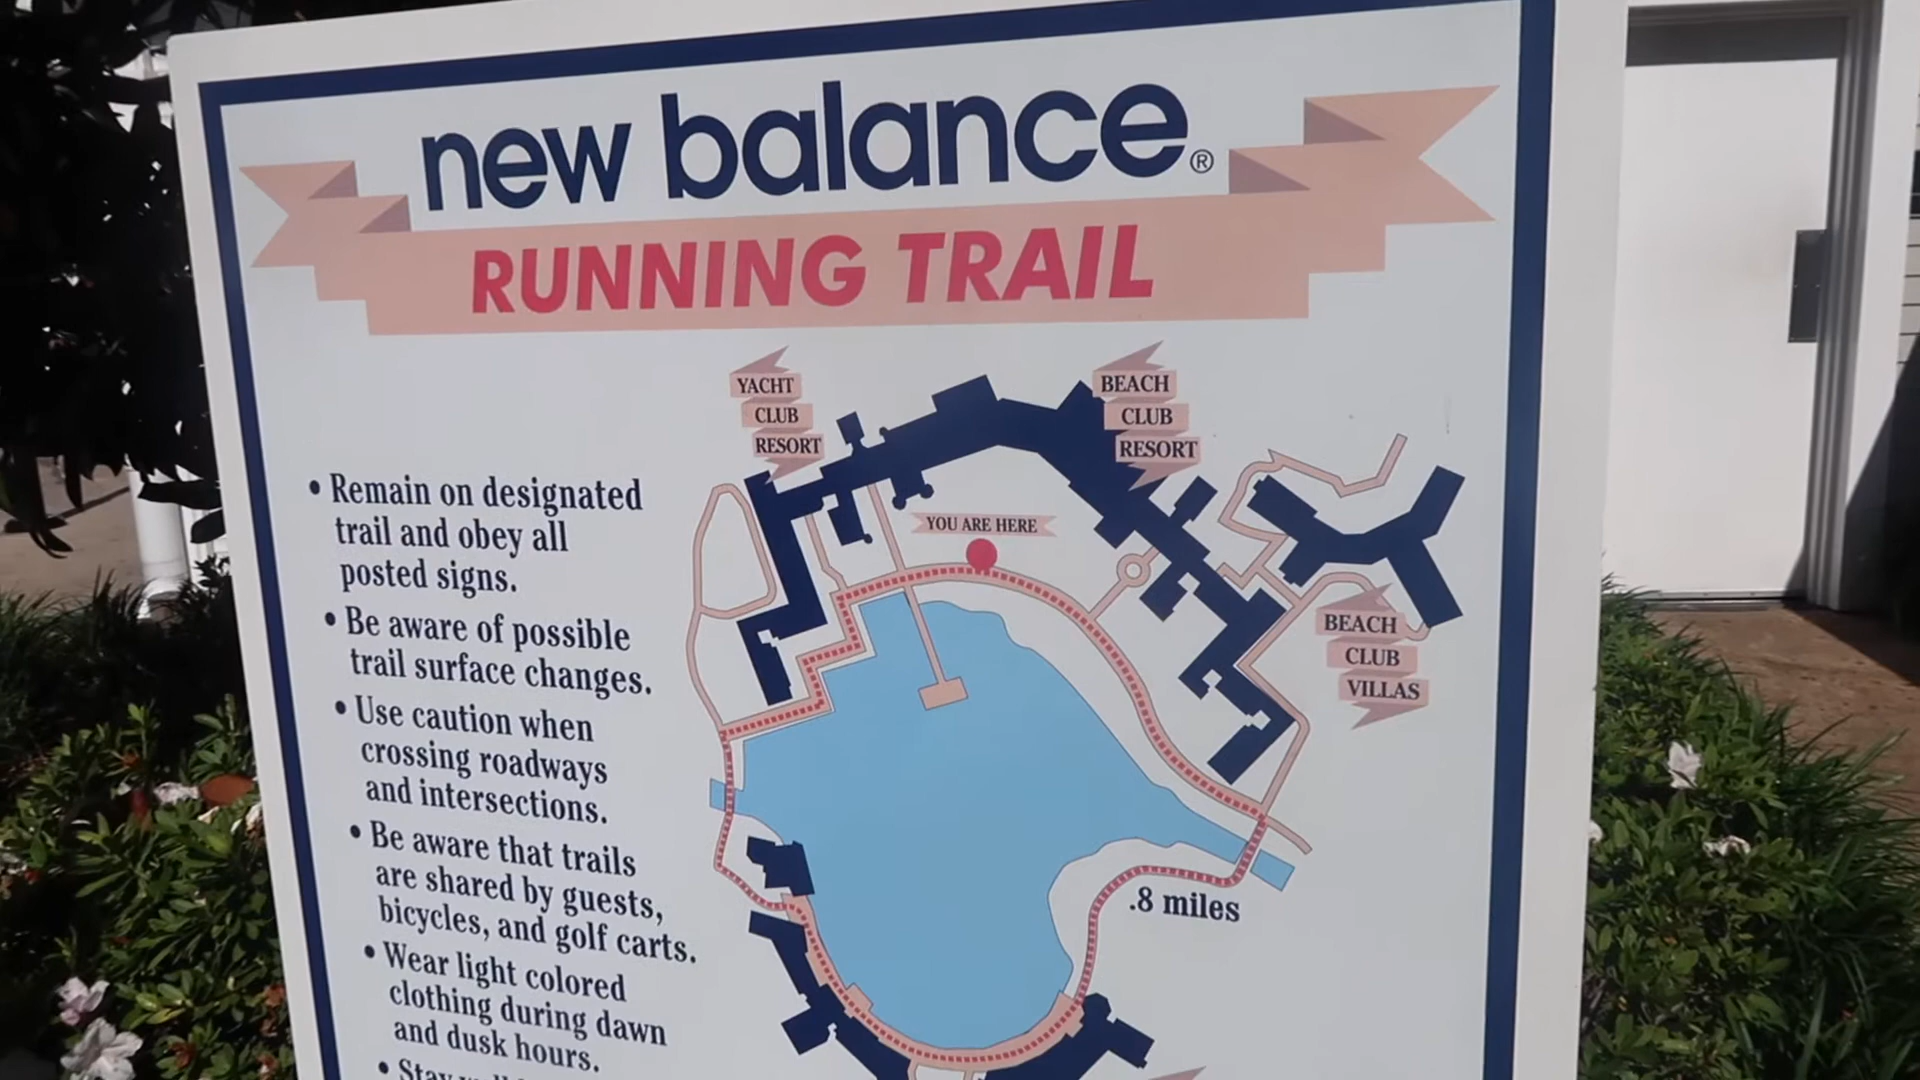 new balance®
RUNNING TRAIL
YACHT
CLUB
RESORT
BEACH
CLUB
RESORT
• Remain on designated
trail and obey all
posted signs.
YOU ARE HERE
• Be aware of possible
trail surface changes.
BEACH
CLUB
VILLAS
• Use caution when
crossing roadways
and intersections.
• Be aware that trails
are shared by guests,
bicycles, and golf carts.
.8 miles
• Wear light colored
clothing during dawn
and dusk hours.
• Stay